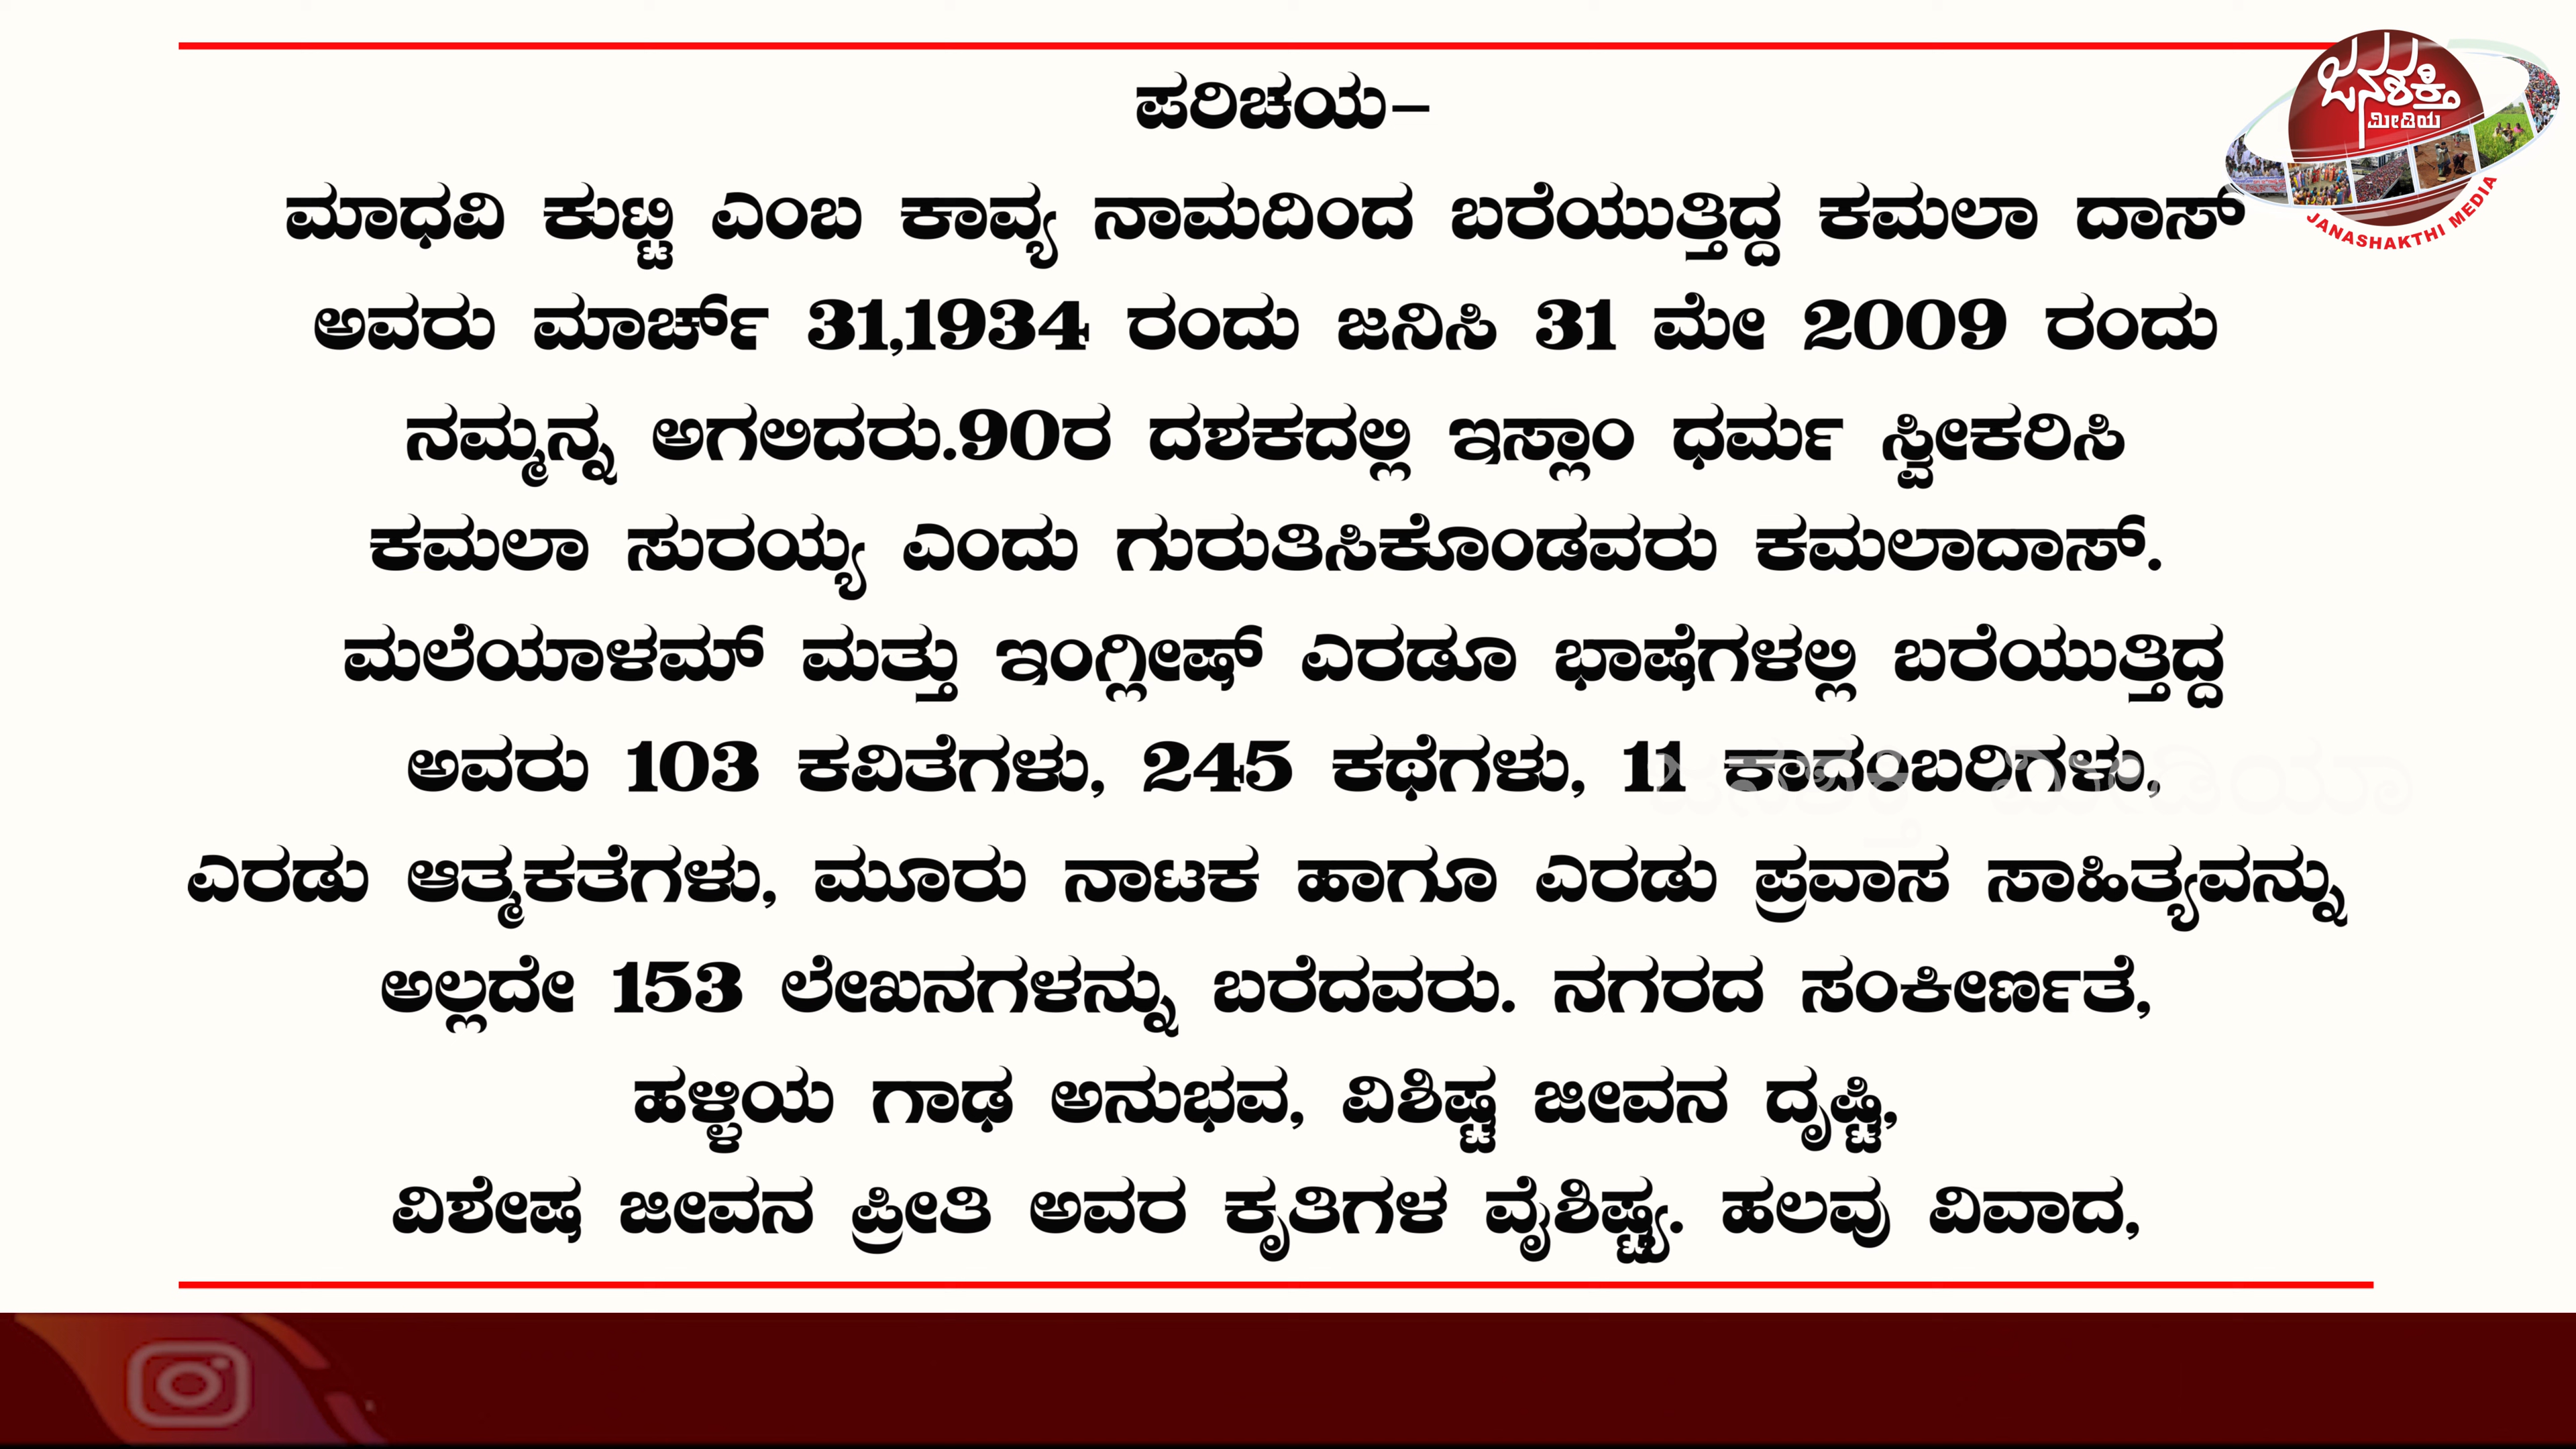 ಜನಶಕ್ತಿ
ಮೀಡಿಯ
JANASHAKTHI MEDIA
ಪರಿಚಯ–
ಮಾಧವಿ ಕುಟ್ಟಿ ಎಂಬ ಕಾವ್ಯ ನಾಮದಿಂದ ಬರೆಯುತ್ತಿದ್ದ ಕಮಲಾ ದಾಸ್
ಅವರು ಮಾರ್ಚ್ 31,1934 ರಂದು ಜನಿಸಿ 31 ಮೇ 2009 ರಂದು
ನಮ್ಮನ್ನ ಅಗಲಿದರು.90ರ ದಶಕದಲ್ಲಿ ಇಸ್ಲಾಂ ಧರ್ಮ ಸ್ವೀಕರಿಸಿ
ಕಮಲಾ ಸುರಯ್ಯ ಎಂದು ಗುರುತಿಸಿಕೊಂಡವರು ಕಮಲಾದಾಸ್.
ಮಲೆಯಾಳಮ್ ಮತ್ತು ಇಂಗ್ಲೀಷ್ ಎರಡೂ ಭಾಷೆಗಳಲ್ಲಿ ಬರೆಯುತ್ತಿದ್ದ
ಅವರು 103 ಕವಿತೆಗಳು, 245 ಕಥೆಗಳು, 11 ಕಾದಂಬರಿಗಳು,
ಜನಶಕ್ತಿ ಮೀಡಿಯಾ
ಎರಡು ಆತ್ಮಕತೆಗಳು, ಮೂರು ನಾಟಕ ಹಾಗೂ ಎರಡು ಪ್ರವಾಸ ಸಾಹಿತ್ಯವನ್ನು
ಅಲ್ಲದೇ 153 ಲೇಖನಗಳನ್ನು ಬರೆದವರು. ನಗರದ ಸಂಕೀರ್ಣತೆ,
ಹಳ್ಳಿಯ ಗಾಢ ಅನುಭವ, ವಿಶಿಷ್ಟ ಜೀವನ ದೃಷ್ಟಿ,
ವಿಶೇಷ ಜೀವನ ಪ್ರೀತಿ ಅವರ ಕೃತಿಗಳ ವೈಶಿಷ್ಟ್ಯ. ಹಲವು ವಿವಾದ,